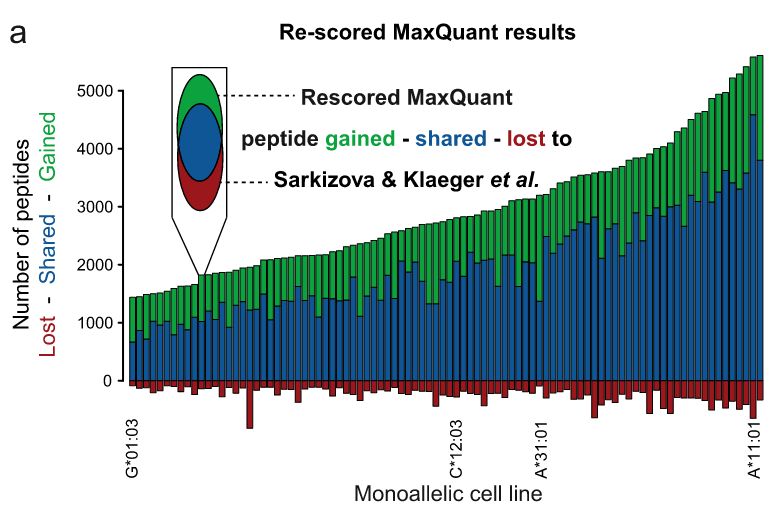 a
Re-scored MaxQuant results
Rescored MaxQuant
peptide gained - shared - lost to
Sarkizova & Klaeger et al.
Number of peptides
Lost - Shared - Gained
5000
4000
3000
2000
1000
0
G*01:03
C*12:03
A*31:01
A*11:01
Monoallelic cell line